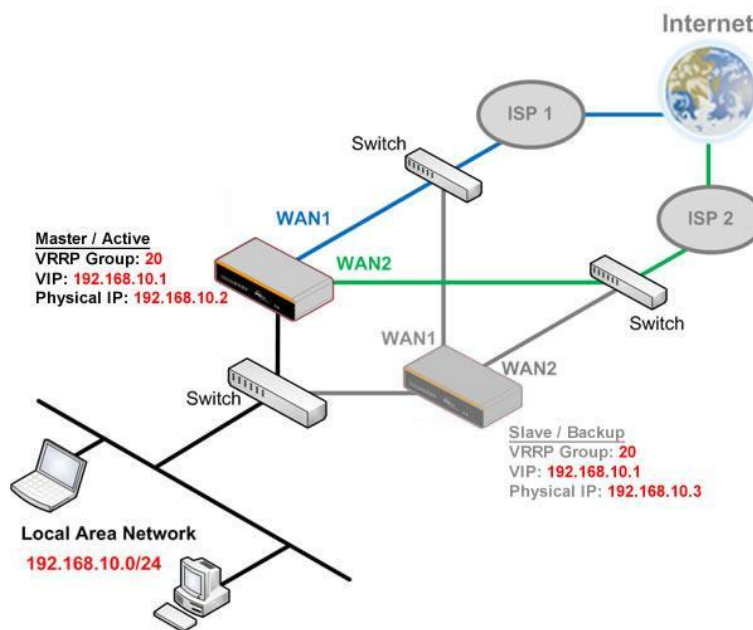 Internet
ISP 1
Switch
WAN1
ISP 2
Master / Active
VRRP Group: 20
VIP: 192.168.10.1
Physical IP: 192.168.10.2
WAN2
Switch
WAN1
WAN2
Switch
Slave / Backup
VRRP Group: 20
VIP: 192.168.10.1
Physical IP: 192.168.10.3
Local Area Network
192.168.10.0/24